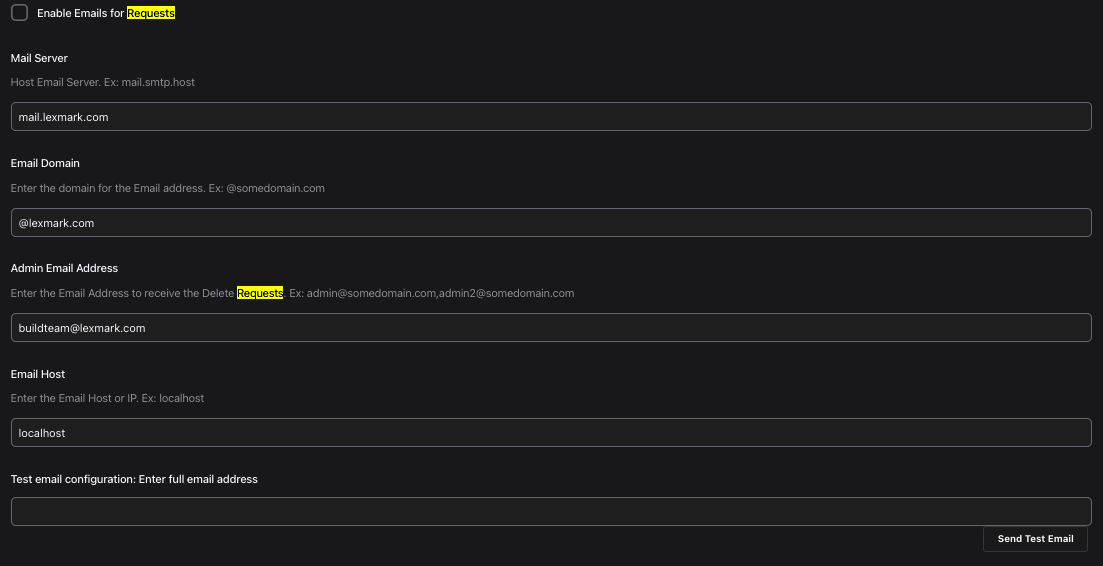 Enable Emails for Requests
Mail Server
Host Email Server. Ex: mail.smtp.host
mail.lexmark.com
Email Domain
Enter the domain for the Email address. Ex: @somedomain.com
@lexmark.com
Admin Email Address
Enter the Email Address to receive the Delete Requests. Ex: admin@somedomain.com,admin2@somedomain.com
buildteam@lexmark.com
Email Host
Enter the Email Host or IP. Ex: localhost
localhost
Test email configuration: Enter full email address
Send Test Email